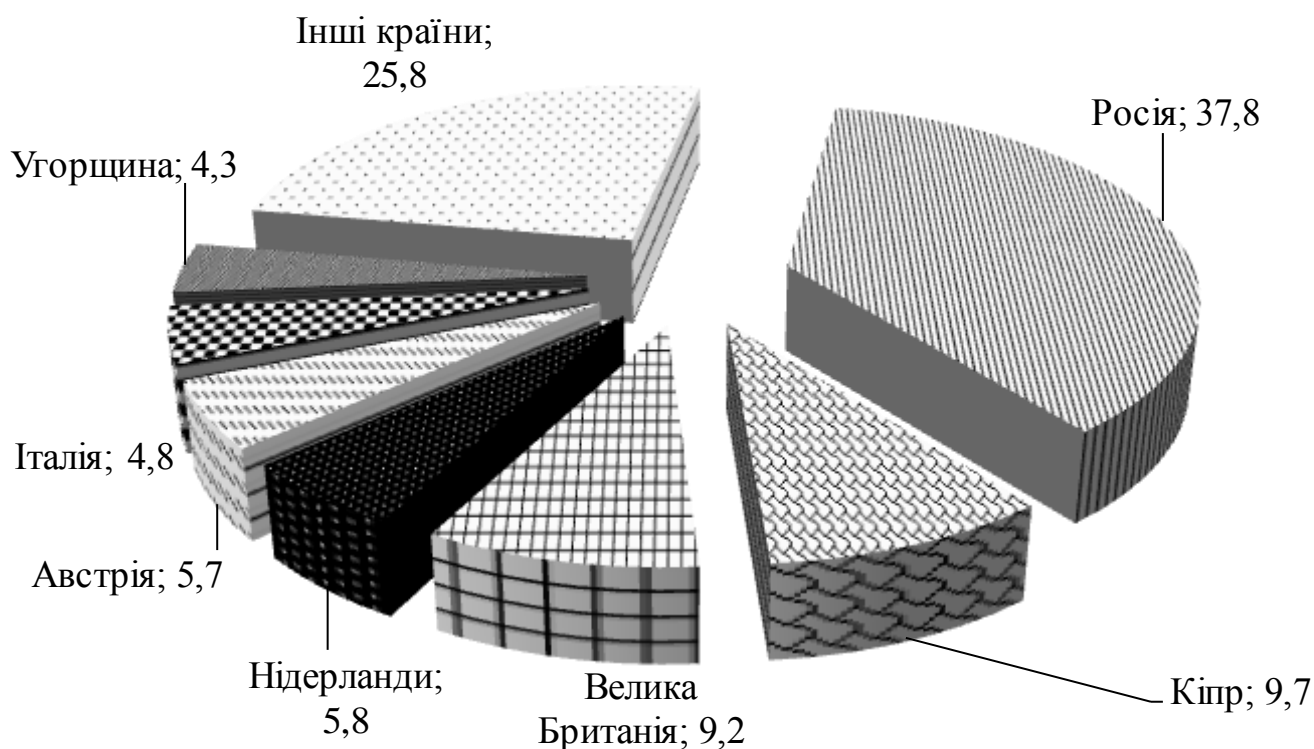 Інші країни;
25,8
Росія; 37,8
Угорщина; 4,3
Італія; 4,8
Австрія; 5,7
Нідерланди;
5,8
Велика
Британія; 9,2
Кіпр; 9,7